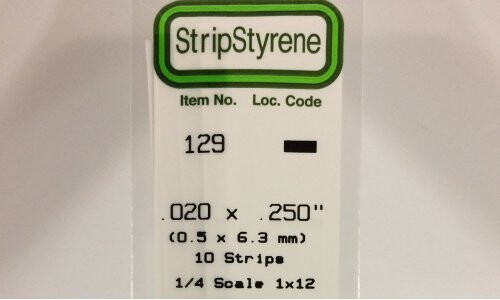 StripStyrene
Item No. Loc. Code
129
.020 x .250"
(0.5 x 6.3 mm)
10 Strips
1/4 Scale 1x12